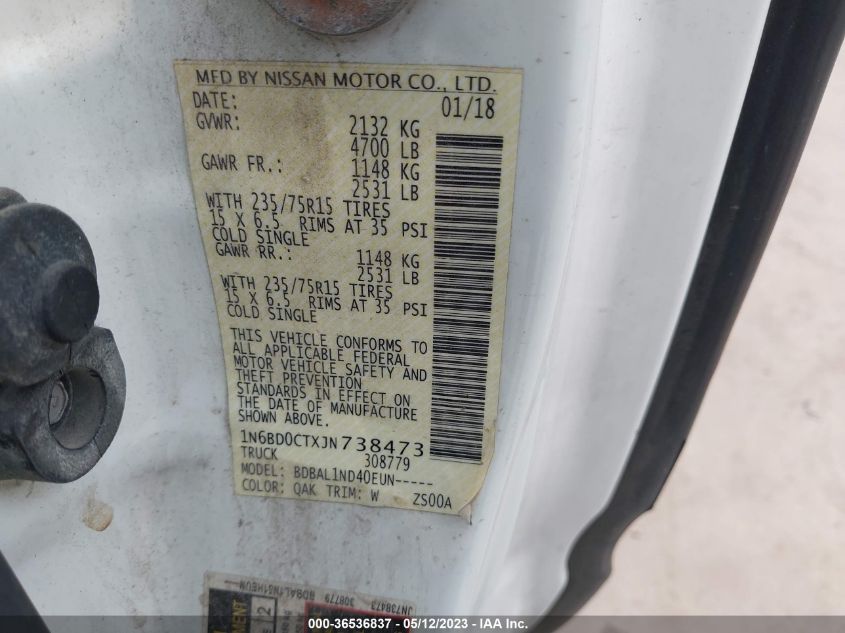 MFD BY NISSAN MOTOR CO., LTD.
DATE: 01/18
GVWR: 2132 KG
4700 LB
GAWR FR.: 1148 KG
2531 LB
WITH 235/75R15 TIRES
15 X 6.5 RIMS AT 35 PSI
COLD SINGLE
GAWR RR.: 1148 KG
2531 LB
WITH 235/75R15 TIRES
15 X 6.5 RIMS AT 35 PSI
COLD SINGLE
THIS VEHICLE CONFORMS TO
ALL APPLICABLE FEDERAL
MOTOR VEHICLE SAFETY AND
THEFT PREVENTION
STANDARDS IN EFFECT ON
THE DATE OF MANUFACTURE
SHOWN ABOVE.
1N6BD0CTXJN738473
TRUCK 308779
MODEL: BDBAL1ND40EUN-----
COLOR: QAK TRIM: W ZS00A
JN738473
308779
12
000-36536837 - 05/12/2023 - IAA Inc.